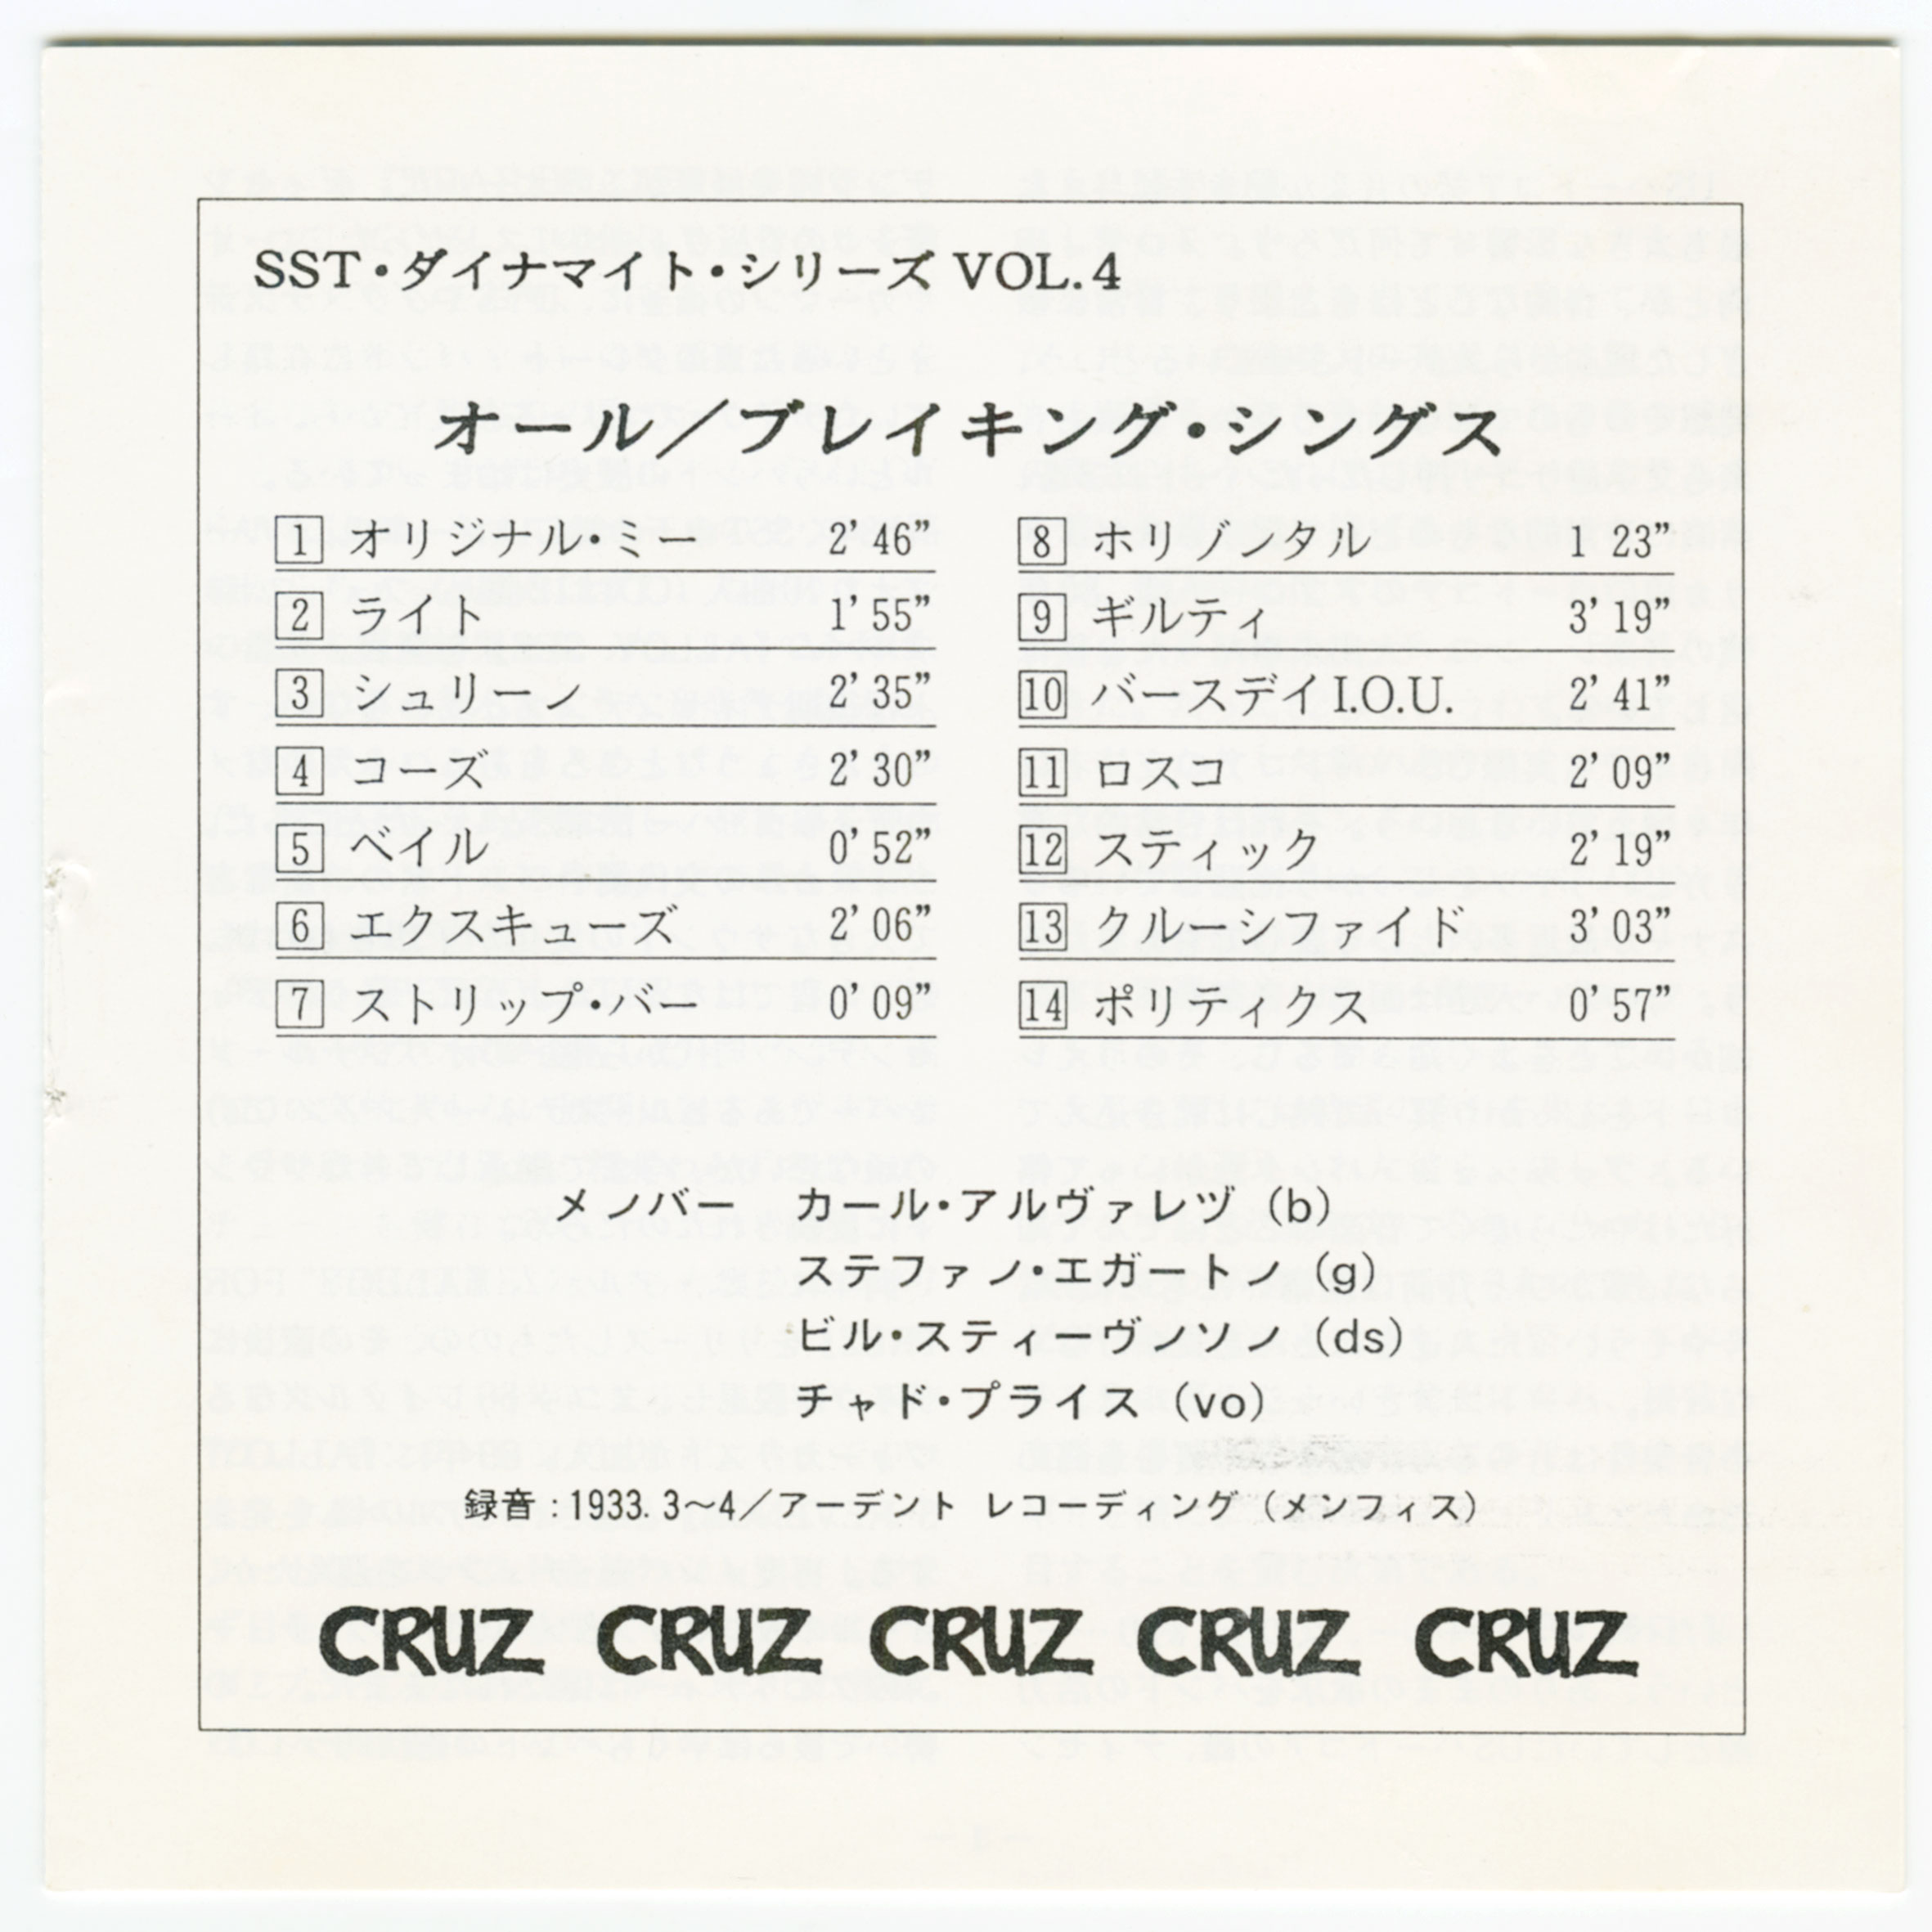 SST・ダイナマイト・シリーズ VOL.4
オール／ブレイキング・シングス
1 オリジナル・ミー 2'46"
2 ライト 1'55"
3 シュリーン 2'35"
4 コーズ 2'30"
5 ベイル 0'52"
6 エクスキューズ 2'06"
7 ストリップ・バー 0'09"
8 ホリゾンタル 1'23"
9 ギルティ 3'19"
10 バースデイ I.O.U. 2'41"
11 ロスコ 2'09"
12 スティック 2'19"
13 クルーシファイド 3'03"
14 ポリティクス 0'57"
メンバー カール・アルヴァレヅ (b)
ステファン・エガートン (g)
ビル・スティーヴンソン (ds)
チャド・プライス (vo)
録音:1933.3〜4／アーデント レコーディング (メンフィス)
CRUZ CRUZ CRUZ CRUZ CRUZ